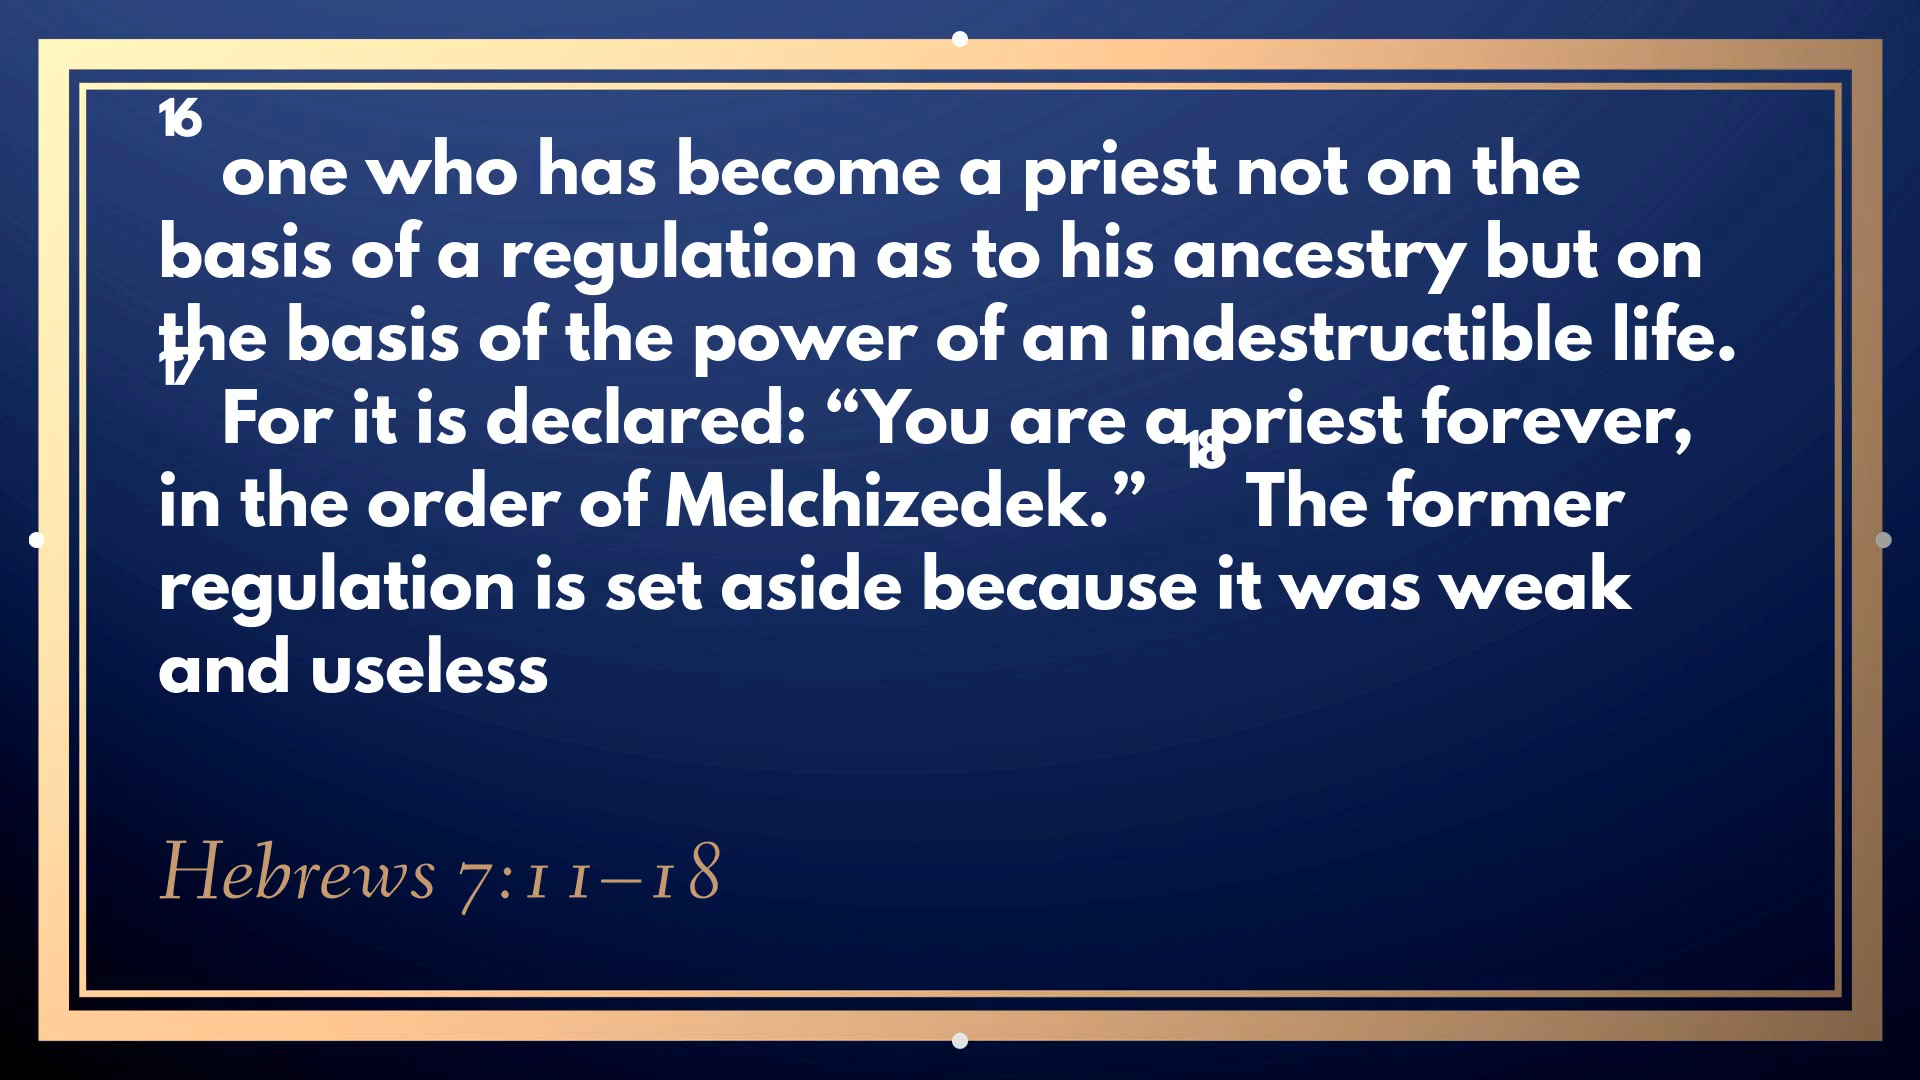 16 one who has become a priest not on the
basis of a regulation as to his ancestry but on
the basis of the power of an indestructible life.
17 For it is declared: “You are a priest forever,
in the order of Melchizedek.” 18 The former
regulation is set aside because it was weak
and useless
Hebrews 7:11–18